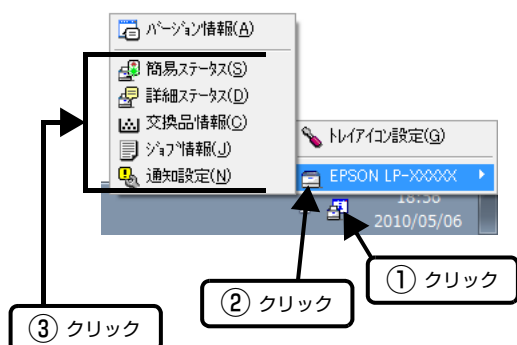 バージョン情報(A)
簡易ステータス(S)
詳細ステータス(D)
交換品情報(C)
ジョブ情報(J)
通知設定(N)
トレイアイコン設定(G)
EPSON LP-XXXXX
18:56
2010/05/06
① クリック
② クリック
③ クリック